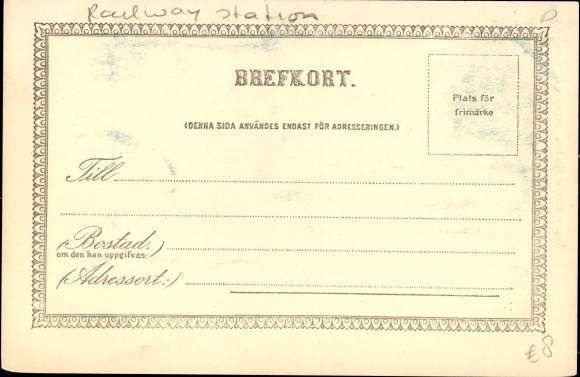 Railway station
BREFKORT.
Plats för
frimärke
(DENNA SIDA ANVÄNDES ENDAST FÖR ADRESSERINGEN.)
Till
(Bostad.)
om den kan uppgifvas:
(Adressort:)
€8